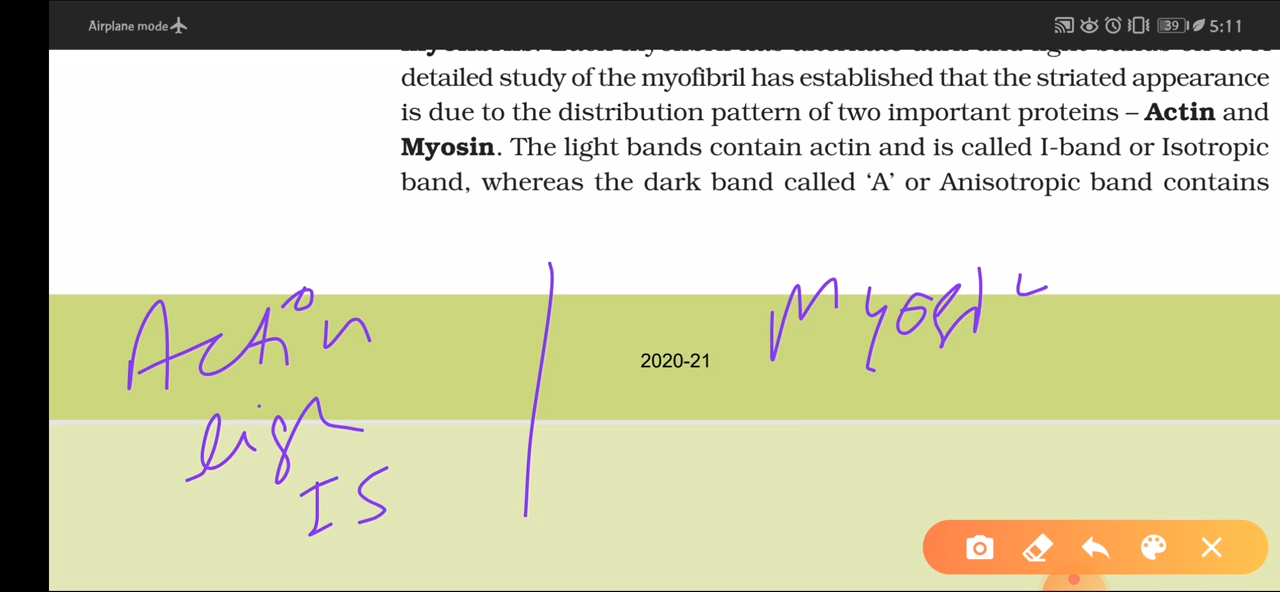 Airplane mode 39 5:11
detailed study of the myofibril has established that the striated appearance
is due to the distribution pattern of two important proteins – Actin and
Myosin. The light bands contain actin and is called I-band or Isotropic
band, whereas the dark band called ‘A’ or Anisotropic band contains
Actin
2020-21
IS